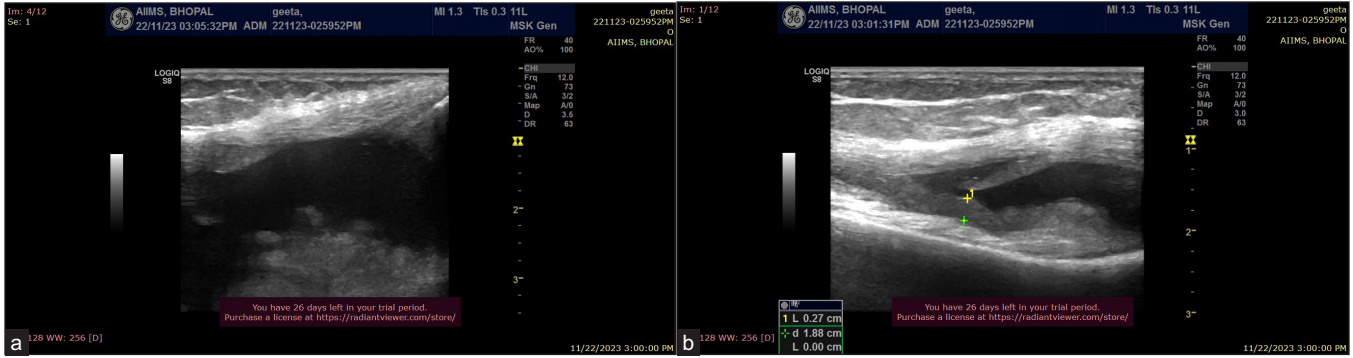 Im: 4/12
Se: 1
AIIMS, BHOPAL
22/11/23 03:05:32PM ADM
geeta,
221123-025952PM
MI 1.3 TIs 0.3 11L
MSK Gen
geeta
221123-025952PM
O
AIIMS, BHOPAL
FR 40
AO% 100
CHI
Frq 12.0
Gn 73
S/A 3/2
Map A/0
D 3.5
DR 63
LOGIQ
S8
GE
2
3
You have 26 days left in your trial period.
Purchase a license at https://radiantviewer.com/store/
a
128 WW: 256 [D]
11/22/2023 3:00:00 PM
Im: 1/12
Se: 1
AIIMS, BHOPAL
22/11/23 03:01:31PM ADM
geeta,
221123-025952PM
MI 1.3 TIs 0.3 11L
MSK Gen
geeta
221123-025952PM
O
AIIMS, BHOPAL
FR 40
AO% 100
CHI
Frq 12.0
Gn 73
S/A 3/2
Map A/0
D 3.0
DR 63
LOGIQ
S8
GE
1
1
2
3
You have 26 days left in your trial period.
Purchase a license at https://radiantviewer.com/store/
1 L 0.27 cm
d 1.88 cm
L 0.00 cm
b
128 WW: 256 [D]
11/22/2023 3:00:00 PM